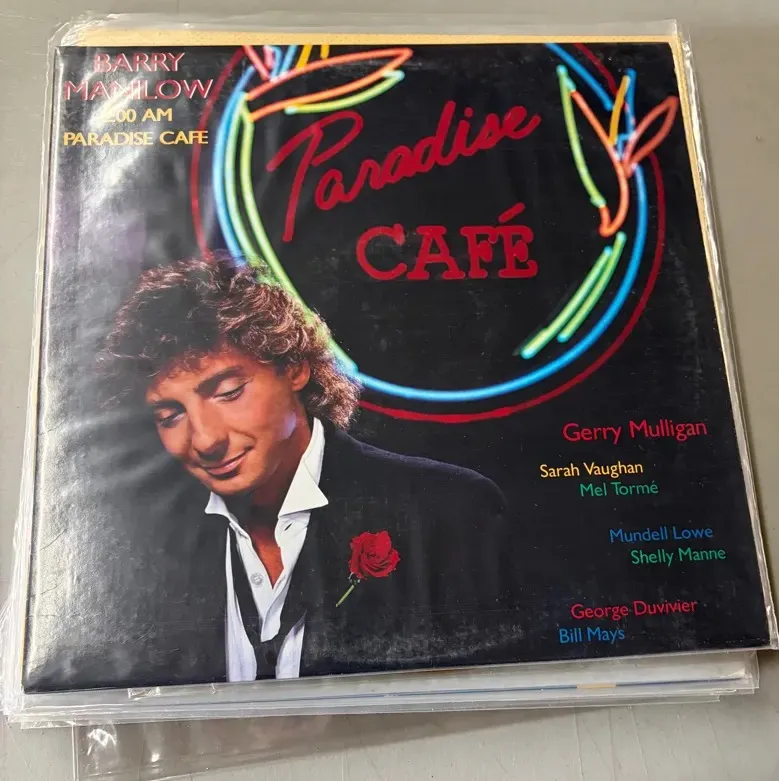 BARRY
MANILOW
2:00 AM
PARADISE CAFE
Paradise
CAFÉ
Gerry Mulligan
Sarah Vaughan
Mel Tormé
Mundell Lowe
Shelly Manne
George Duvivier
Bill Mays